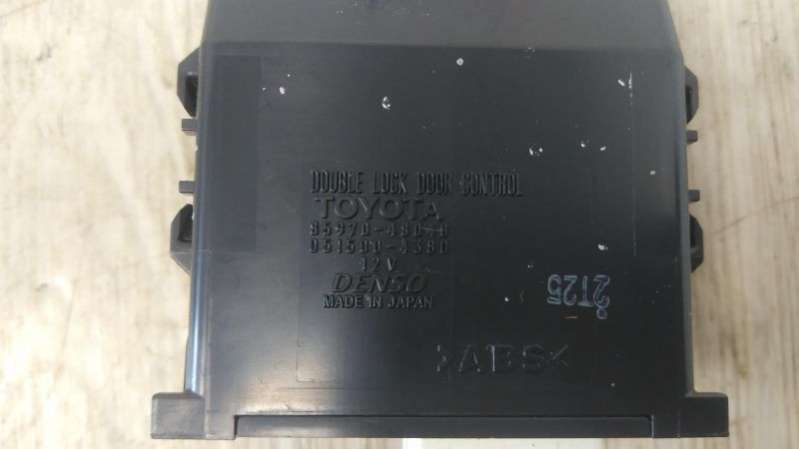 DOUBLE LOCK DOOR CONTROL
TOYOTA
12V
DENSO
MADE IN JAPAN
2T25
>ABS<